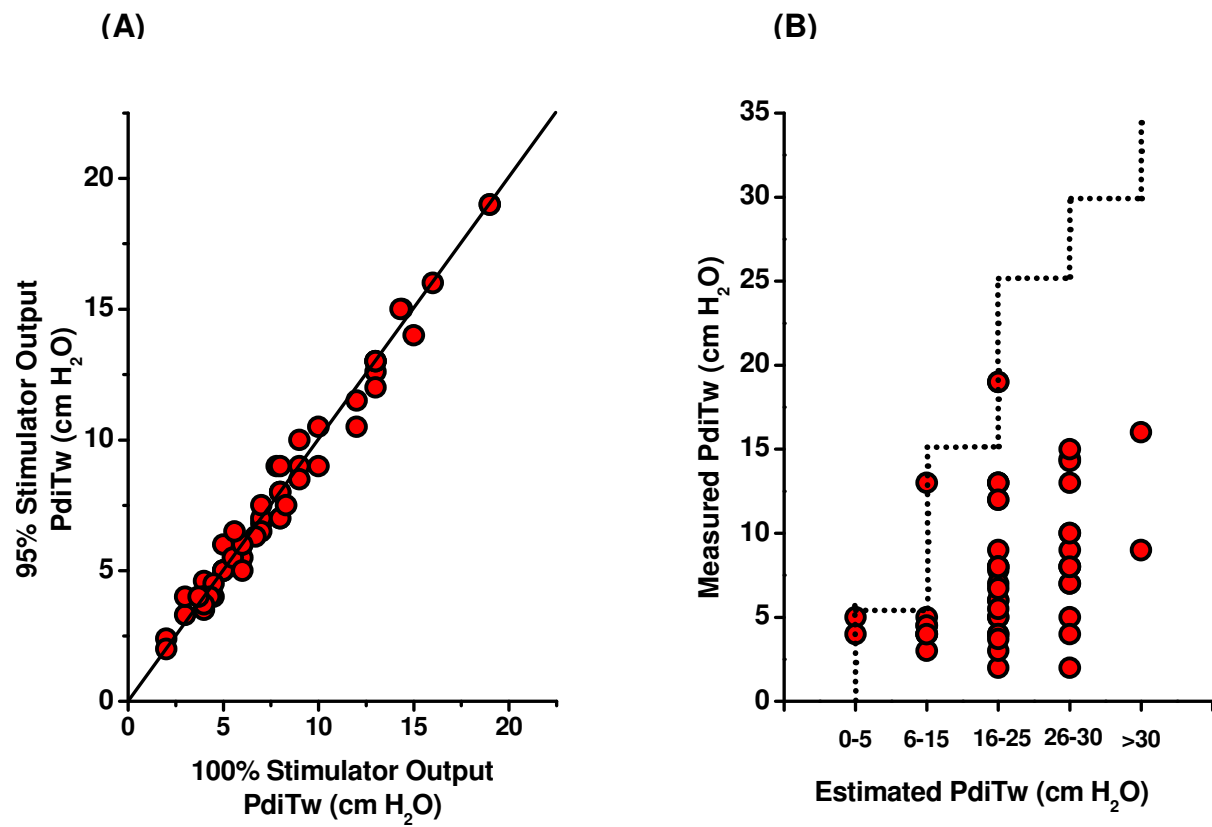 (A)
95% Stimulator Output
PdiTw (cm H₂O)
20
15
10
5
0
0 5 10 15 20
100% Stimulator Output
PdiTw (cm H₂O)
(B)
Measured PdiTw (cm H₂O)
35
30
25
20
15
10
5
0
0-5 6-15 16-25 26-30 >30
Estimated PdiTw (cm H₂O)